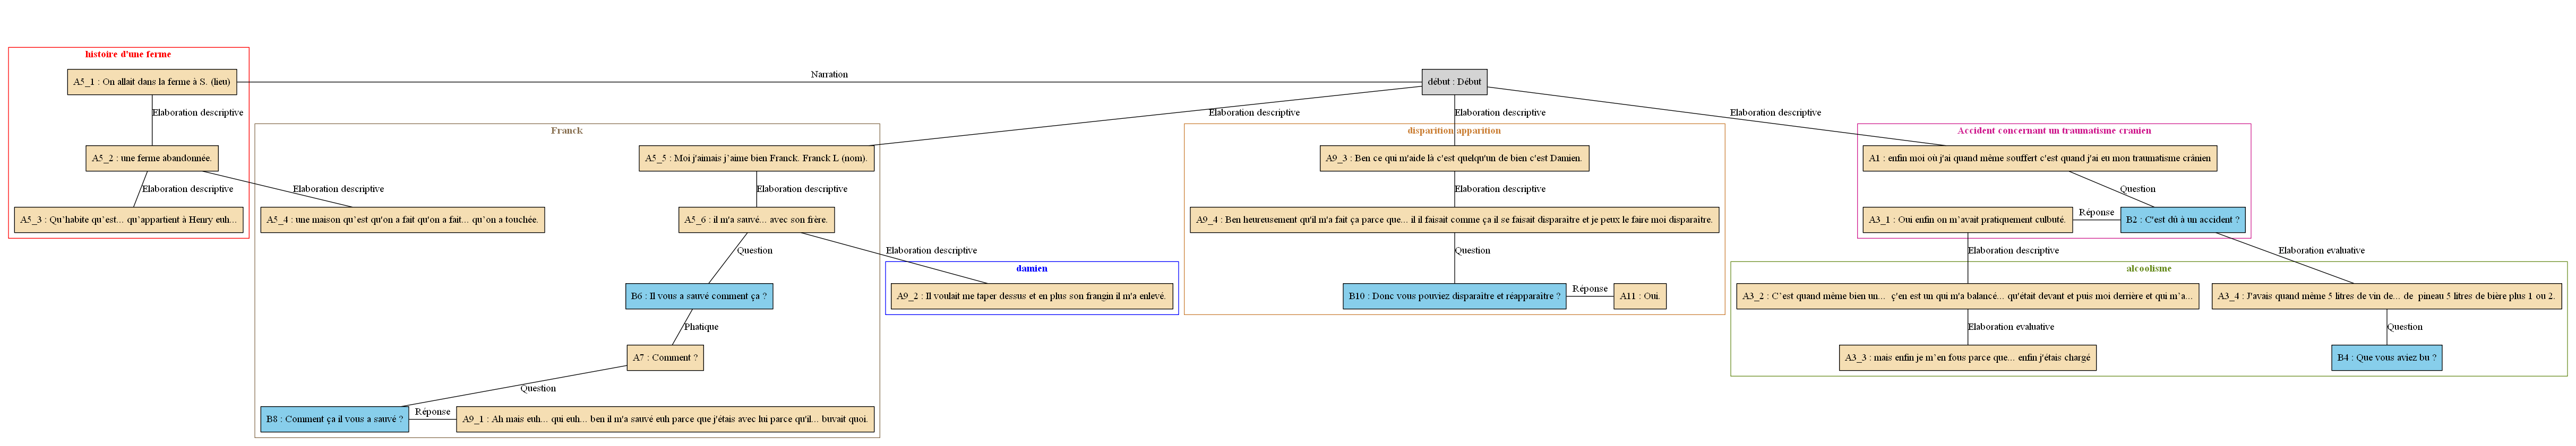 histoire d'une ferme
A5_1 : On allait dans la ferme à S. (lieu)
Narration
début : Début
Elaboration descriptive
Elaboration descriptive
Elaboration descriptive
Elaboration descriptive
Franck
disparition apparition
Accident concernant un traumatisme cranien
A5_2 : une ferme abandonnée.
A5_5 : Moi j'aimais j’aime bien Franck. Franck L (nom).
A9_3 : Ben ce qui m'aide là c'est quelqu'un de bien c'est Damien.
A1 : enfin moi où j'ai quand même souffert c'est quand j'ai eu mon traumatisme crânien
Elaboration descriptive
Elaboration descriptive
Elaboration descriptive
Elaboration descriptive
Question
A5_3 : Qu’habite qu’est... qu’appartient à Henry euh...
A5_4 : une maison qu’est qu'on a fait qu'on a fait... qu’on a touchée.
A5_6 : il m'a sauvé... avec son frère.
A9_4 : Ben heureusement qu'il m'a fait ça parce que... il il faisait comme ça il se faisait disparaître et je peux le faire moi disparaître.
A3_1 : Oui enfin on m’avait pratiquement culbuté.
Réponse
B2 : C'est dû à un accident ?
Question
Elaboration descriptive
Question
Elaboration descriptive
Elaboration evaluative
damien
alcoolisme
B6 : Il vous a sauvé comment ça ?
A9_2 : Il voulait me taper dessus et en plus son frangin il m'a enlevé.
B10 : Donc vous pouviez disparaître et réapparaître ?
Réponse
A11 : Oui.
A3_2 : C’est quand même bien un... ç'en est un qui m'a balancé... qu'était devant et puis moi derrière et qui m’a...
A3_4 : J'avais quand même 5 litres de vin de... de pineau 5 litres de bière plus 1 ou 2.
Phatique
Elaboration evaluative
Question
A7 : Comment ?
A3_3 : mais enfin je m’en fous parce que... enfin j'étais chargé
B4 : Que vous aviez bu ?
Question
B8 : Comment ça il vous a sauvé ?
Réponse
A9_1 : Ah mais euh... qui euh... ben il m'a sauvé euh parce que j'étais avec lui parce qu'il... buvait quoi.